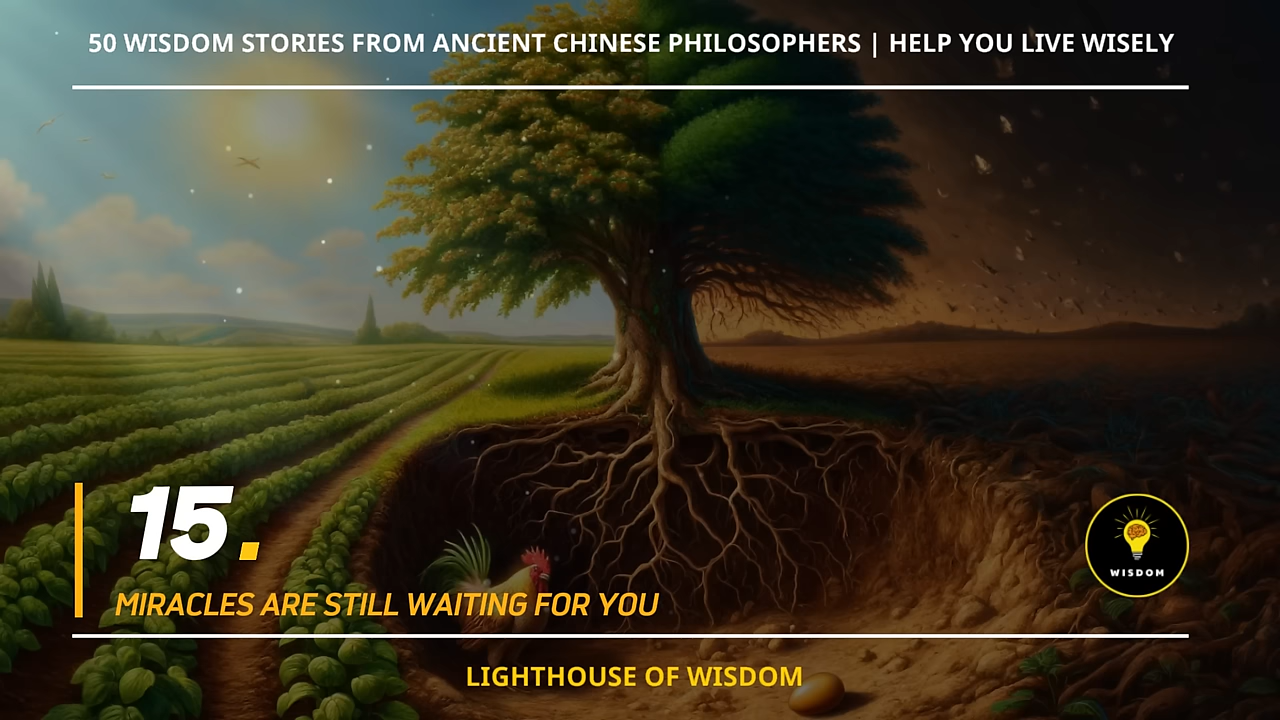 50 WISDOM STORIES FROM ANCIENT CHINESE PHILOSOPHERS | HELP YOU LIVE WISELY
15.
MIRACLES ARE STILL WAITING FOR YOU
WISDOM
LIGHTHOUSE OF WISDOM